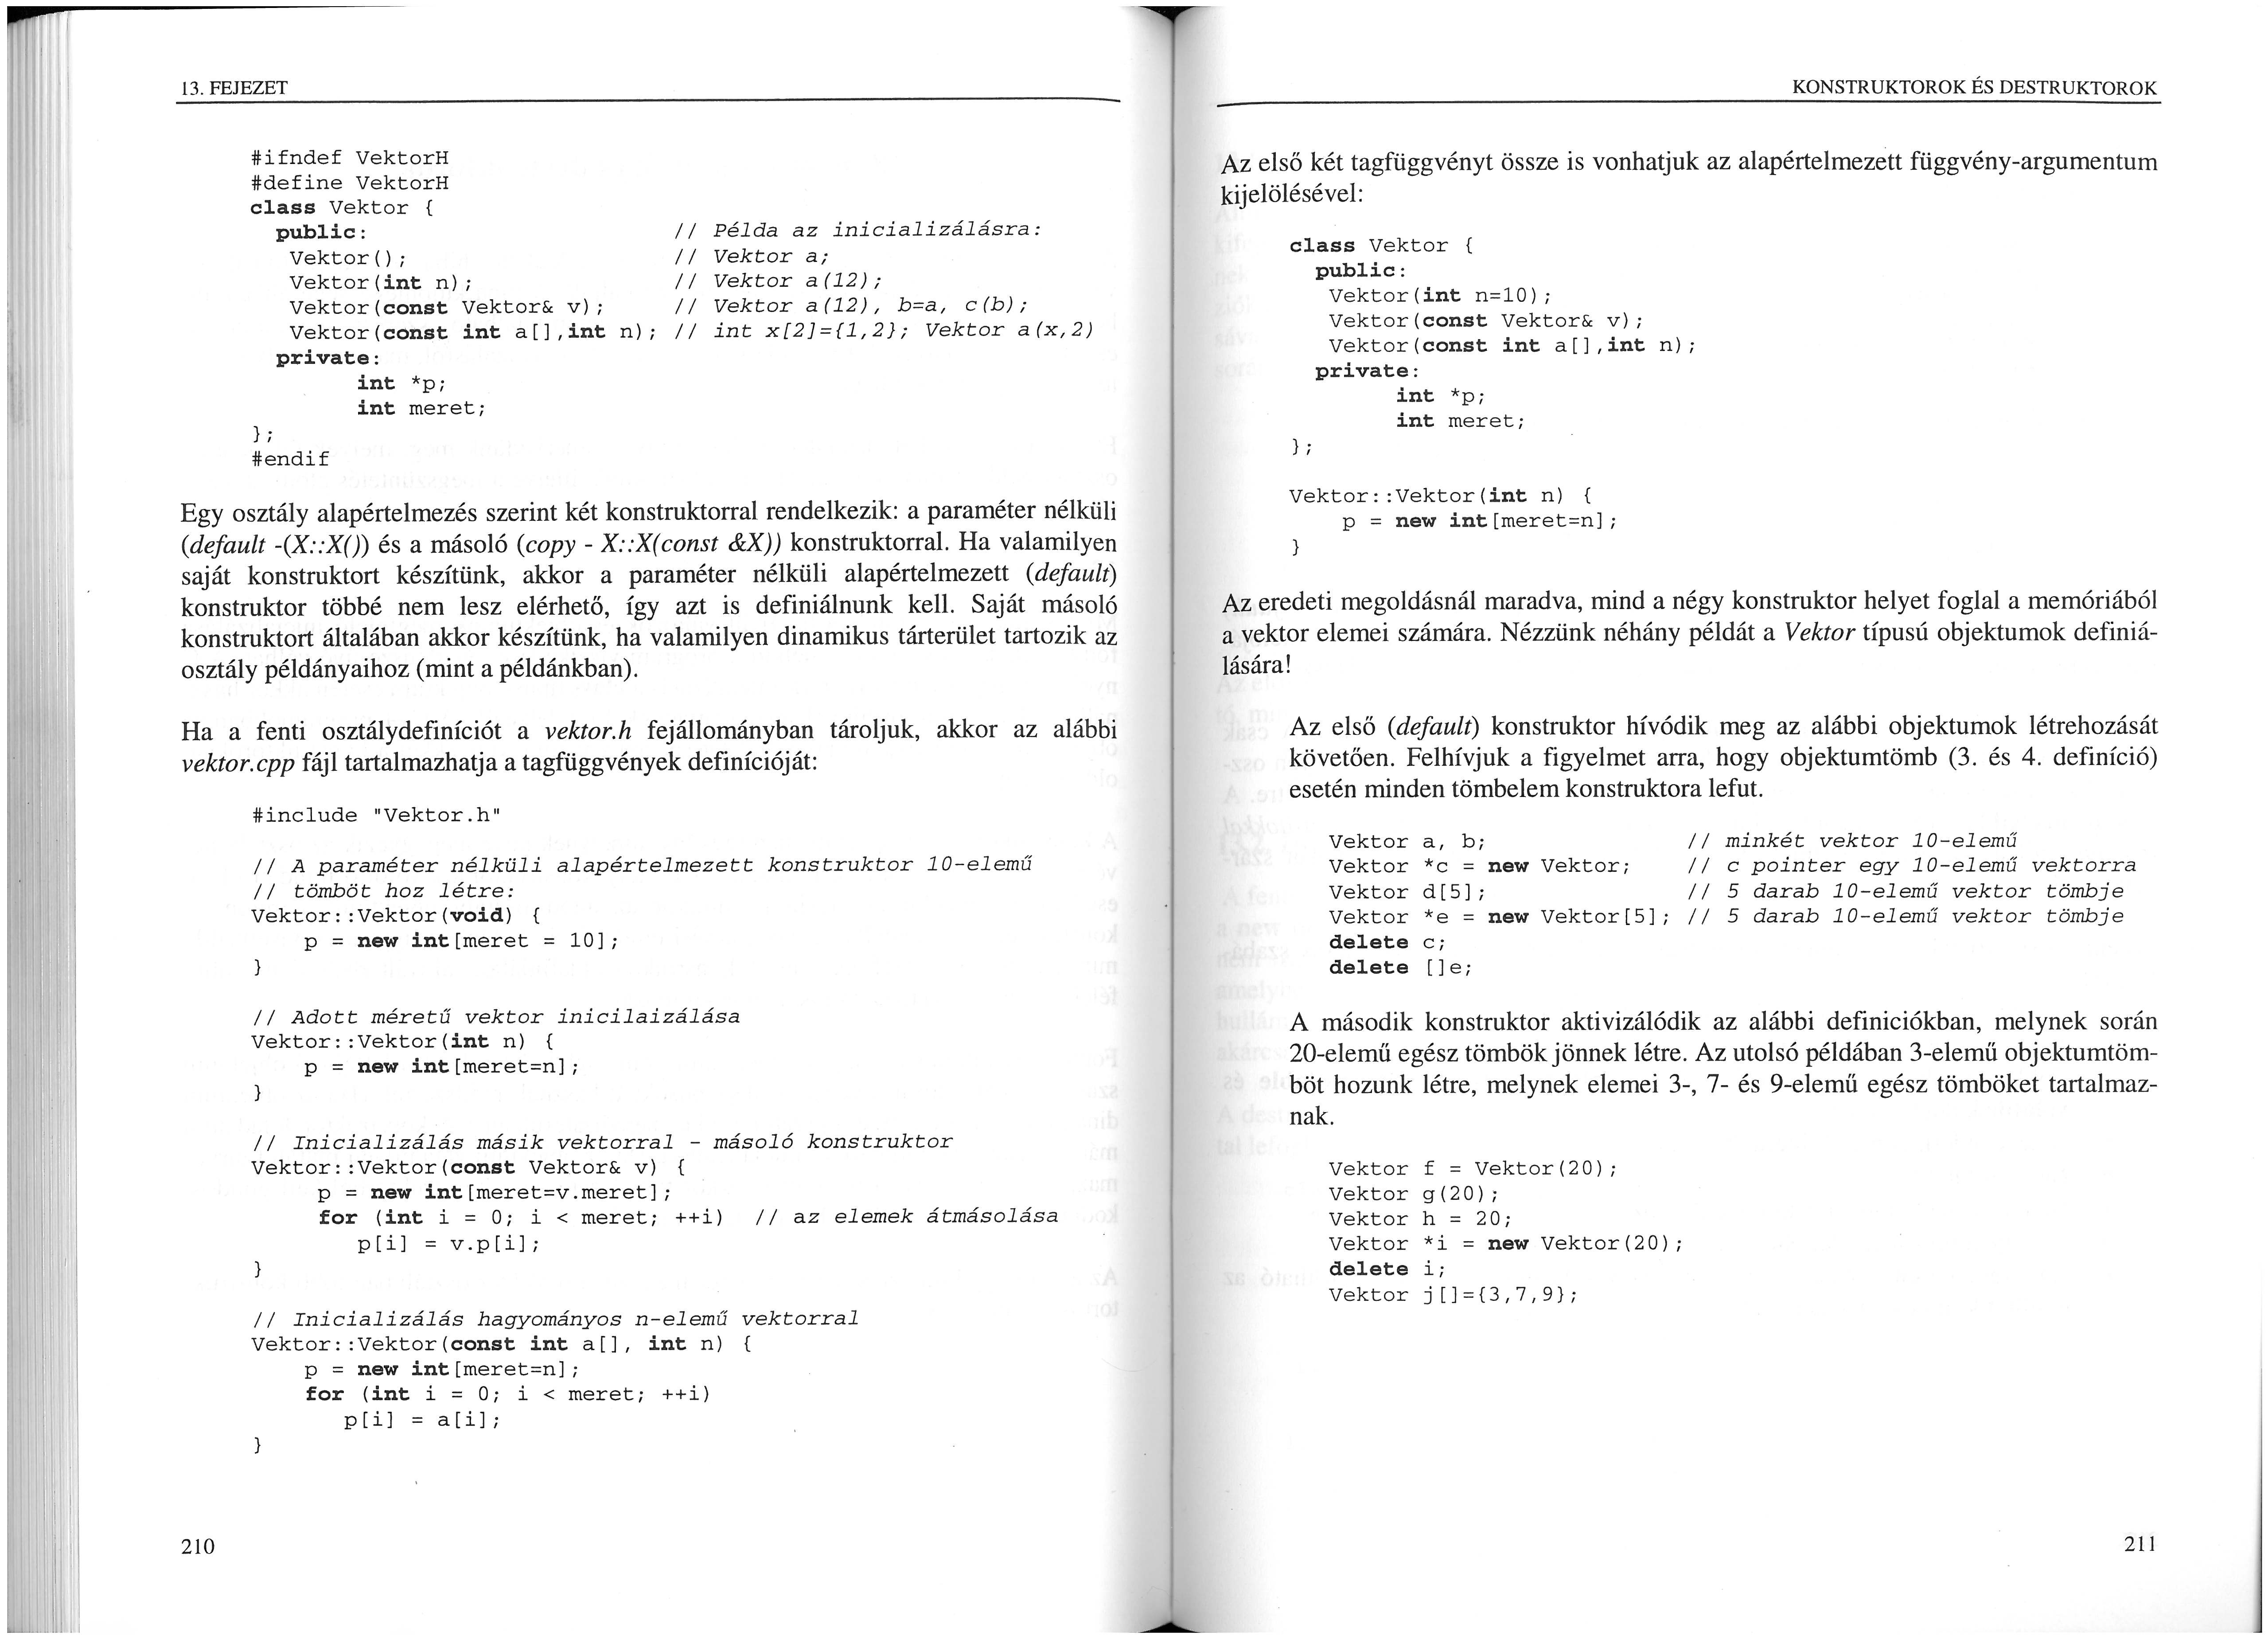 13. FEJEZET
#ifndef VektorH
#define VektorH
class Vektor {
public: // Példa az inicializálásra:
Vektor(); // Vektor a;
Vektor(int n); // Vektor a(12);
Vektor(const Vektor& v); // Vektor a(12), b=a, c(b);
Vektor(const int a[],int n); // int x[2]={1,2}; Vektor a(x,2)
private:
int *p;
int meret;
};
#endif
Egy osztály alapértelmezés szerint két konstruktorral rendelkezik: a paraméter nélküli
(default -(X::X()) és a másoló (copy - X::X(const &X)) konstruktorral. Ha valamilyen
saját konstruktort készítünk, akkor a paraméter nélküli alapértelmezett (default)
konstruktor többé nem lesz elérhető, így azt is definiálnunk kell. Saját másoló
konstruktort általában akkor készítünk, ha valamilyen dinamikus tárterület tartozik az
osztály példányaihoz (mint a példánkban).
Ha a fenti osztálydefiníciót a vektor.h fejállományban tároljuk, akkor az alábbi
vektor.cpp fájl tartalmazhatja a tagfüggvények definícióját:
#include "Vektor.h"
// A paraméter nélküli alapértelmezett konstruktor 10-elemű
// tömböt hoz létre:
Vektor::Vektor(void) {
p = new int[meret = 10];
}
// Adott méretű vektor inicilaizálása
Vektor::Vektor(int n) {
p = new int[meret=n];
}
// Inicializálás másik vektorral - másoló konstruktor
Vektor::Vektor(const Vektor& v) {
p = new int[meret=v.meret];
for (int i = 0; i < meret; ++i) // az elemek átmásolása
p[i] = v.p[i];
}
// Inicializálás hagyományos n-elemű vektorral
Vektor::Vektor(const int a[], int n) {
p = new int[meret=n];
for (int i = 0; i < meret; ++i)
p[i] = a[i];
}
210
KONSTRUKTOROK ÉS DESTRUKTOROK
Az első két tagfüggvényt össze is vonhatjuk az alapértelmezett függvény-argumentum
kijelölésével:
class Vektor {
public:
Vektor(int n=10);
Vektor(const Vektor& v);
Vektor(const int a[],int n);
private:
int *p;
int meret;
};
Vektor::Vektor(int n) {
p = new int[meret=n];
}
Az eredeti megoldásnál maradva, mind a négy konstruktor helyet foglal a memóriából
a vektor elemei számára. Nézzünk néhány példát a Vektor típusú objektumok definiá-
lására!
Az első (default) konstruktor hívódik meg az alábbi objektumok létrehozását
követően. Felhívjuk a figyelmet arra, hogy objektumtömb (3. és 4. definíció)
esetén minden tömbelem konstruktora lefut.
Vektor a, b; // minkét vektor 10-elemű
Vektor *c = new Vektor; // c pointer egy 10-elemű vektorra
Vektor d[5]; // 5 darab 10-elemű vektor tömbje
Vektor *e = new Vektor[5]; // 5 darab 10-elemű vektor tömbje
delete c;
delete []e;
A második konstruktor aktivizálódik az alábbi definiciókban, melynek során
20-elemű egész tömbök jönnek létre. Az utolsó példában 3-elemű objektumtöm-
böt hozunk létre, melynek elemei 3-, 7- és 9-elemű egész tömböket tartalmaz-
nak.
Vektor f = Vektor(20);
Vektor g(20);
Vektor h = 20;
Vektor *i = new Vektor(20);
delete i;
Vektor j[]={3,7,9};
211